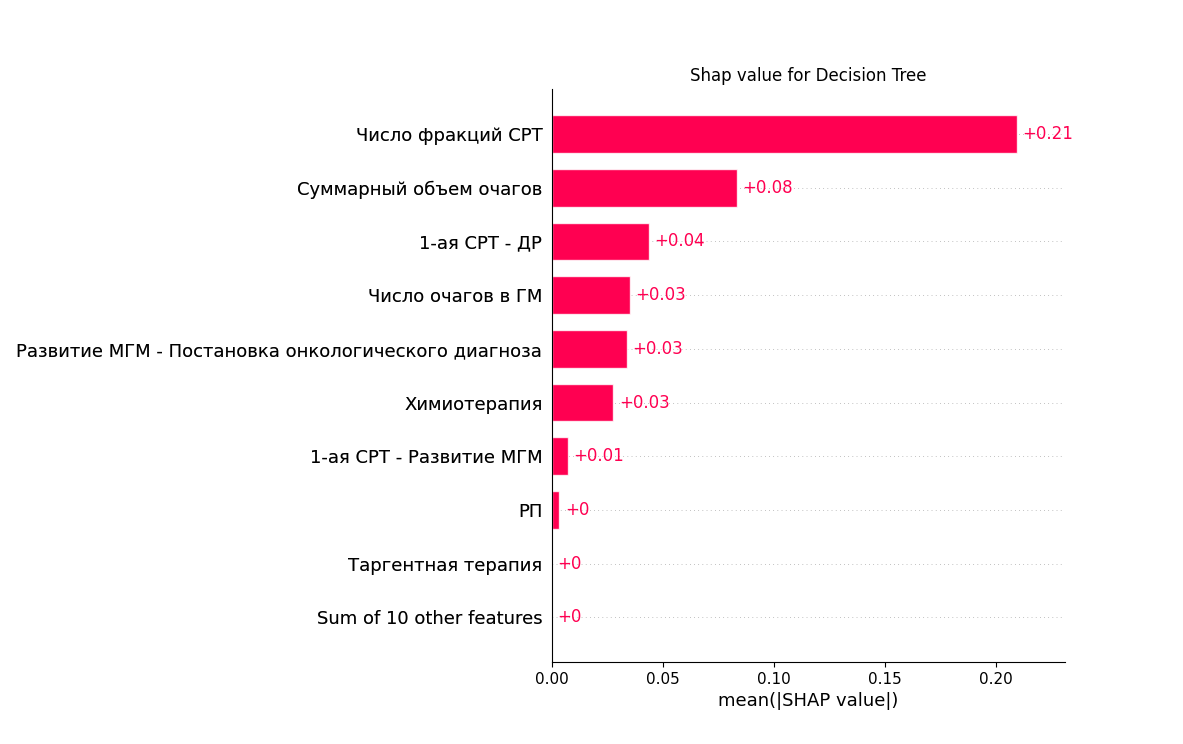 Shap value for Decision Tree
Число фракций СРТ
+0.21
Суммарный объем очагов
+0.08
1-ая СРТ - ДР
+0.04
Число очагов в ГМ
+0.03
Развитие МГМ - Постановка онкологического диагноза
+0.03
Химиотерапия
+0.03
1-ая СРТ - Развитие МГМ
+0.01
РП
+0
Таргентная терапия
+0
Sum of 10 other features
+0
0.00 0.05 0.10 0.15 0.20
mean(|SHAP value|)